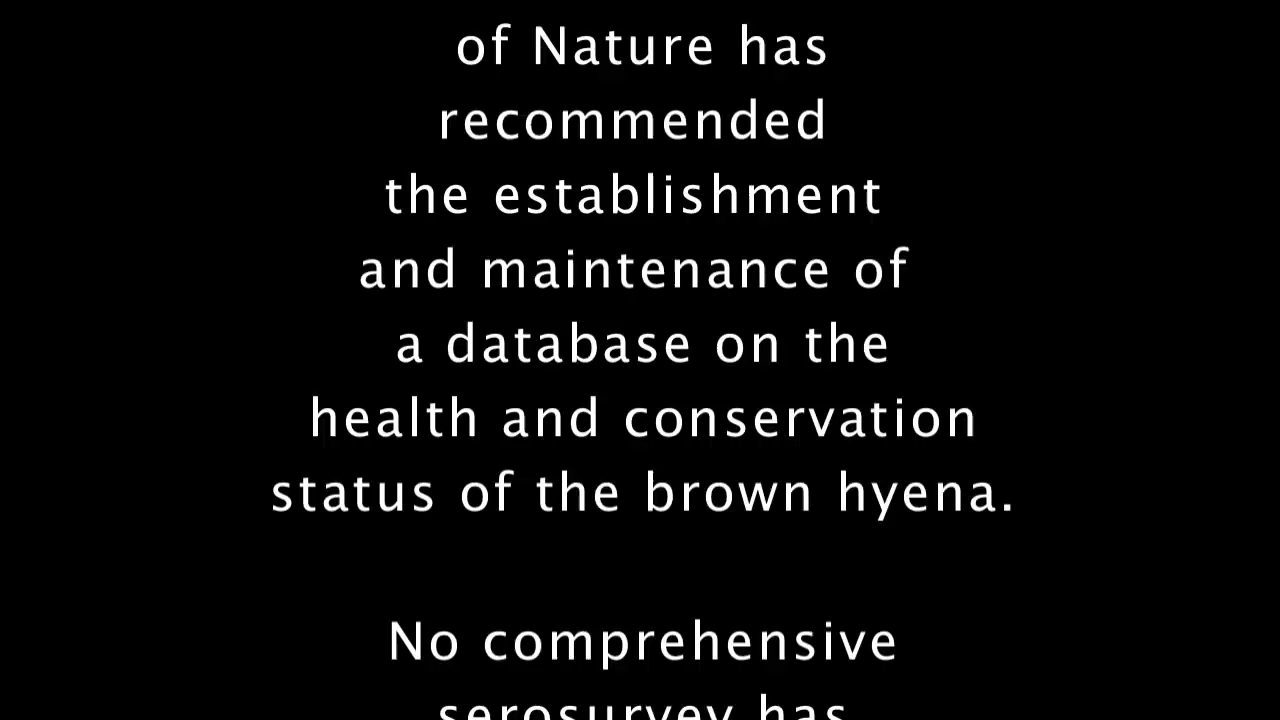 of Nature has
recommended
the establishment
and maintenance of
a database on the
health and conservation
status of the brown hyena.
No comprehensive
serosurvey has